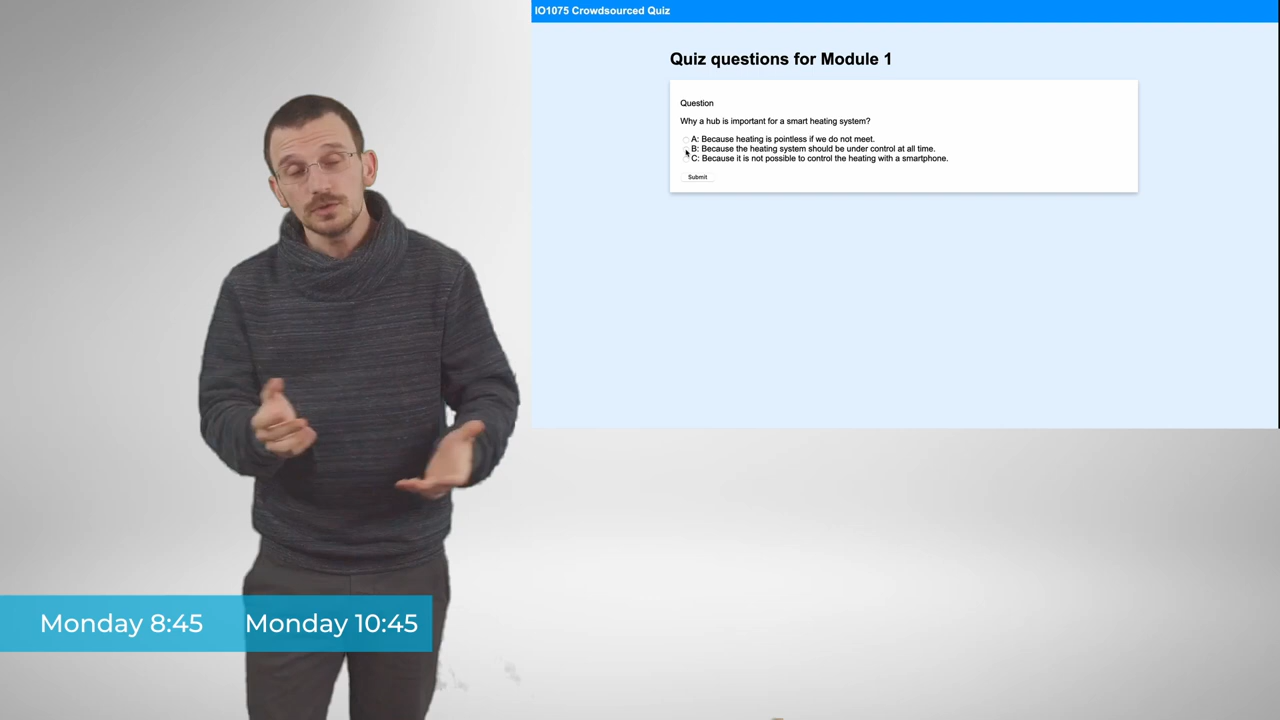 IO1075 Crowdsourced Quiz
Quiz questions for Module 1
Question
Why a hub is important for a smart heating system?
A: Because heating is pointless if we do not meet.
B: Because the heating system should be under control at all time.
C: Because it is not possible to control the heating with a smartphone.
Submit
Monday 8:45 Monday 10:45